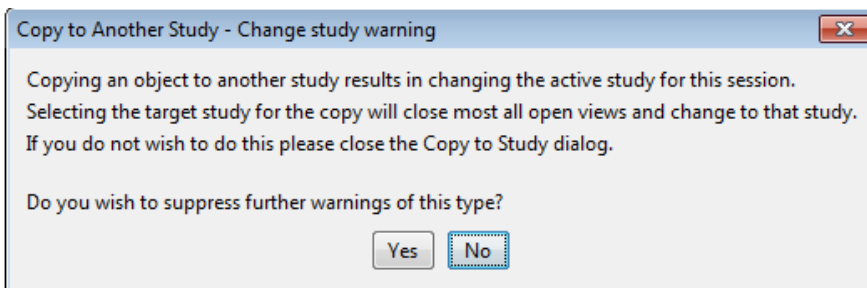 Copy to Another Study - Change study warning
Copying an object to another study results in changing the active study for this session.
Selecting the target study for the copy will close most all open views and change to that study.
If you do not wish to do this please close the Copy to Study dialog.
Do you wish to suppress further warnings of this type?
Yes No